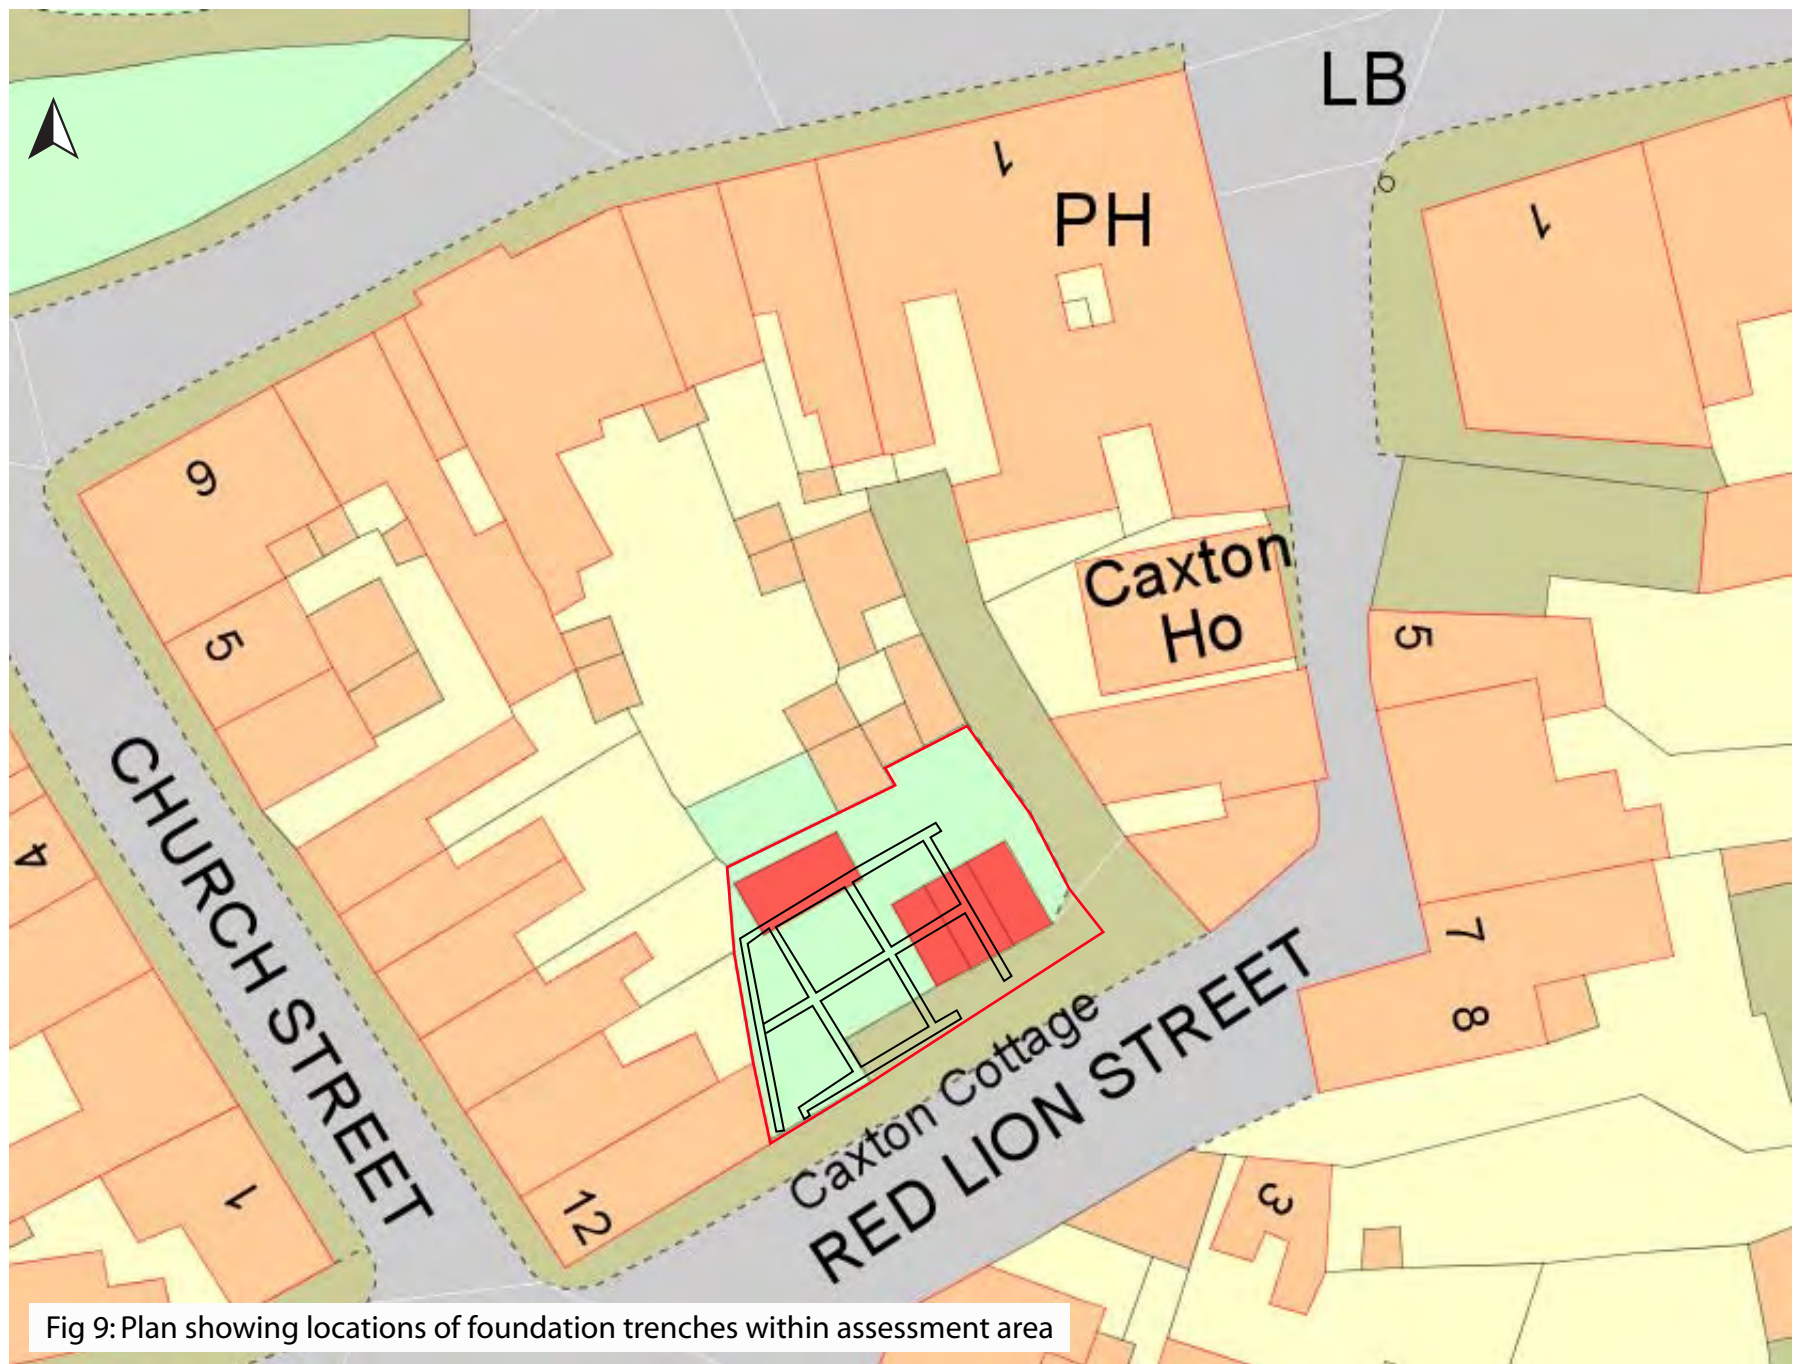 LB
1
PH
1
6
9
Caxton
Ho
5
5
CHURCH STREET
4
7
8
Caxton Cottage
RED LION STREET
1
12
3
Fig 9: Plan showing locations of foundation trenches within assessment area